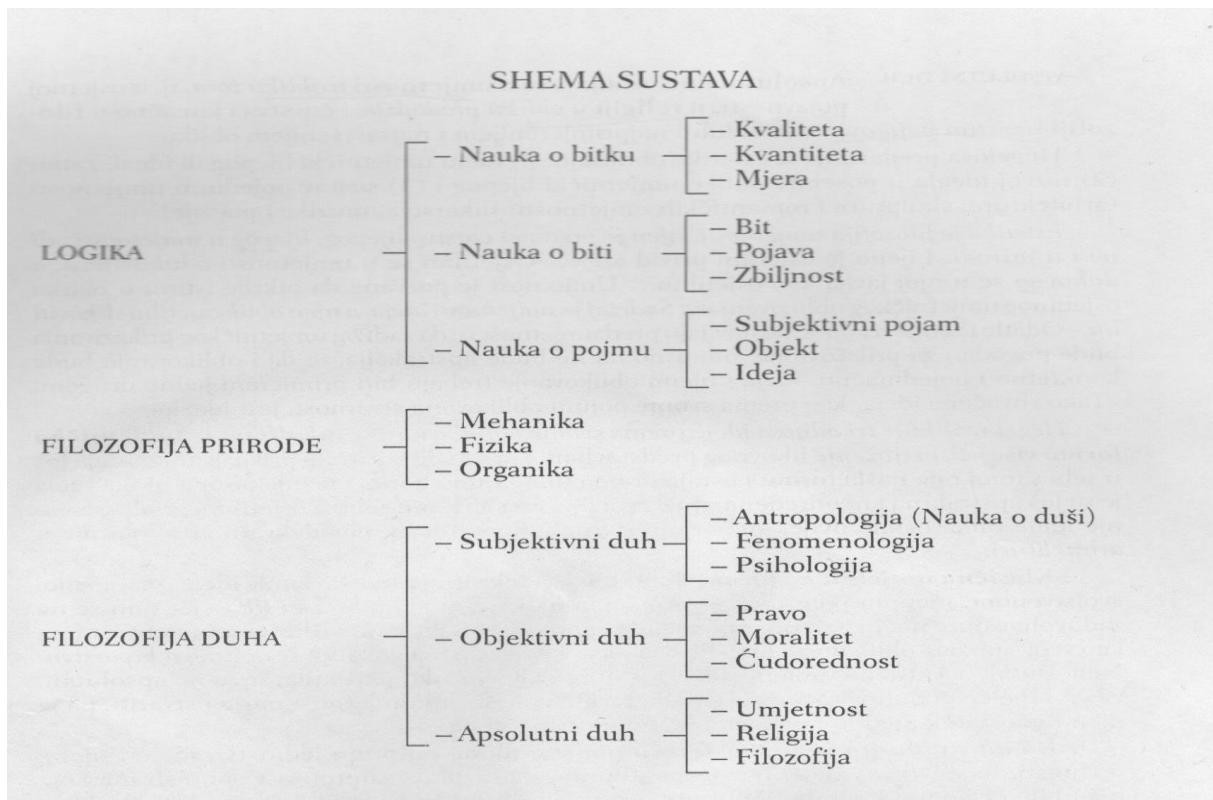 SHEMA SUSTAVA
LOGIKA
– Nauka o bitku
– Kvaliteta
– Kvantiteta
– Mjera
– Nauka o biti
– Bit
– Pojava
– Zbiljnost
– Nauka o pojmu
– Subjektivni pojam
– Objekt
– Ideja
FILOZOFIJA PRIRODE
– Mehanika
– Fizika
– Organika
FILOZOFIJA DUHA
– Subjektivni duh
– Antropologija (Nauka o duši)
– Fenomenologija
– Psihologija
– Objektivni duh
– Pravo
– Moralitet
– Ćudorednost
– Apsolutni duh
– Umjetnost
– Religija
– Filozofija